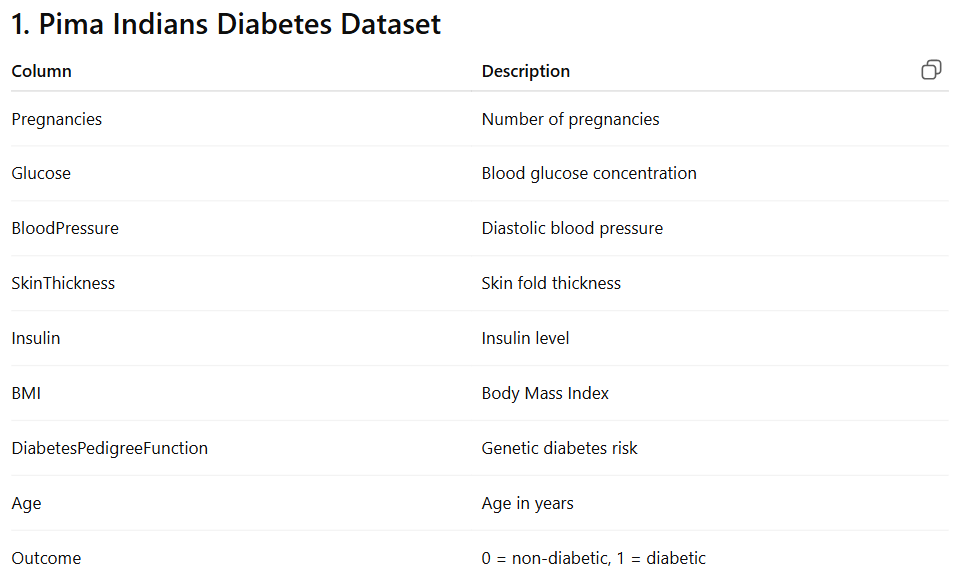 1. Pima Indians Diabetes Dataset
Column Description
Pregnancies Number of pregnancies
Glucose Blood glucose concentration
BloodPressure Diastolic blood pressure
SkinThickness Skin fold thickness
Insulin Insulin level
BMI Body Mass Index
DiabetesPedigreeFunction Genetic diabetes risk
Age Age in years
Outcome 0 = non-diabetic, 1 = diabetic